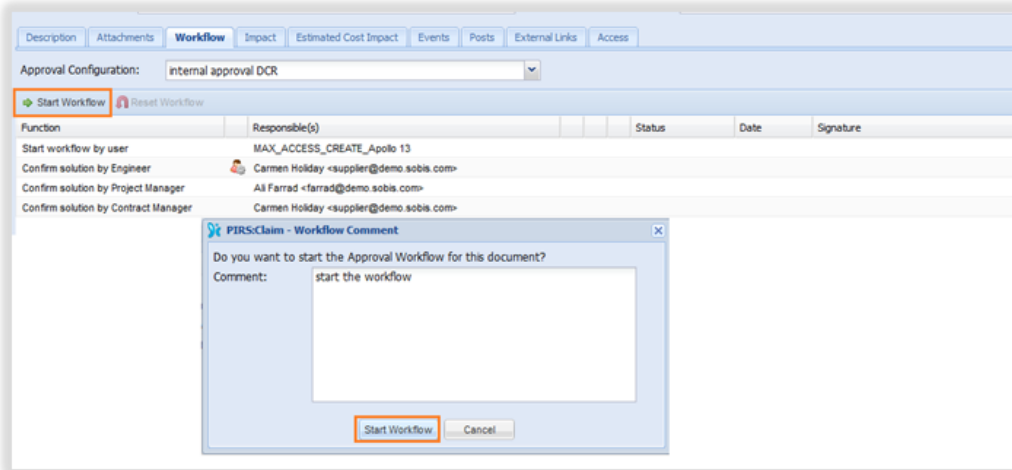 Description Attachments Workflow Impact Estimated Cost Impact Events Posts External Links Access
Approval Configuration: internal approval DCR
Start Workflow Reset Workflow
Function Responsible(s) Status Date Signature
Start workflow by user MAX_ACCESS_CREATE_Apollo 13
Confirm solution by Engineer Carmen Holiday <supplier@demo.sobis.com>
Confirm solution by Project Manager Ali Farrad <farrad@demo.sobis.com>
Confirm solution by Contract Manager Carmen Holiday <supplier@demo.sobis.com>
PIRS:Claim - Workflow Comment
Do you want to start the Approval Workflow for this document?
Comment: start the workflow
Start Workflow Cancel